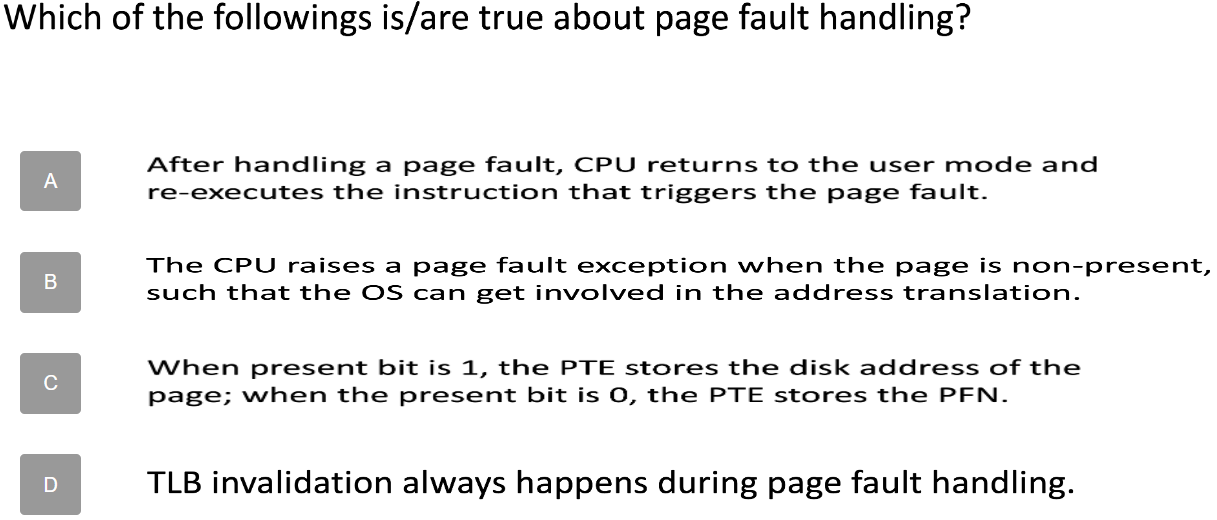 Which of the followings is/are true about page fault handling?
A
After handling a page fault, CPU returns to the user mode and
re-executes the instruction that triggers the page fault.
B
The CPU raises a page fault exception when the page is non-present,
such that the OS can get involved in the address translation.
C
When present bit is 1, the PTE stores the disk address of the
page; when the present bit is 0, the PTE stores the PFN.
D
TLB invalidation always happens during page fault handling.